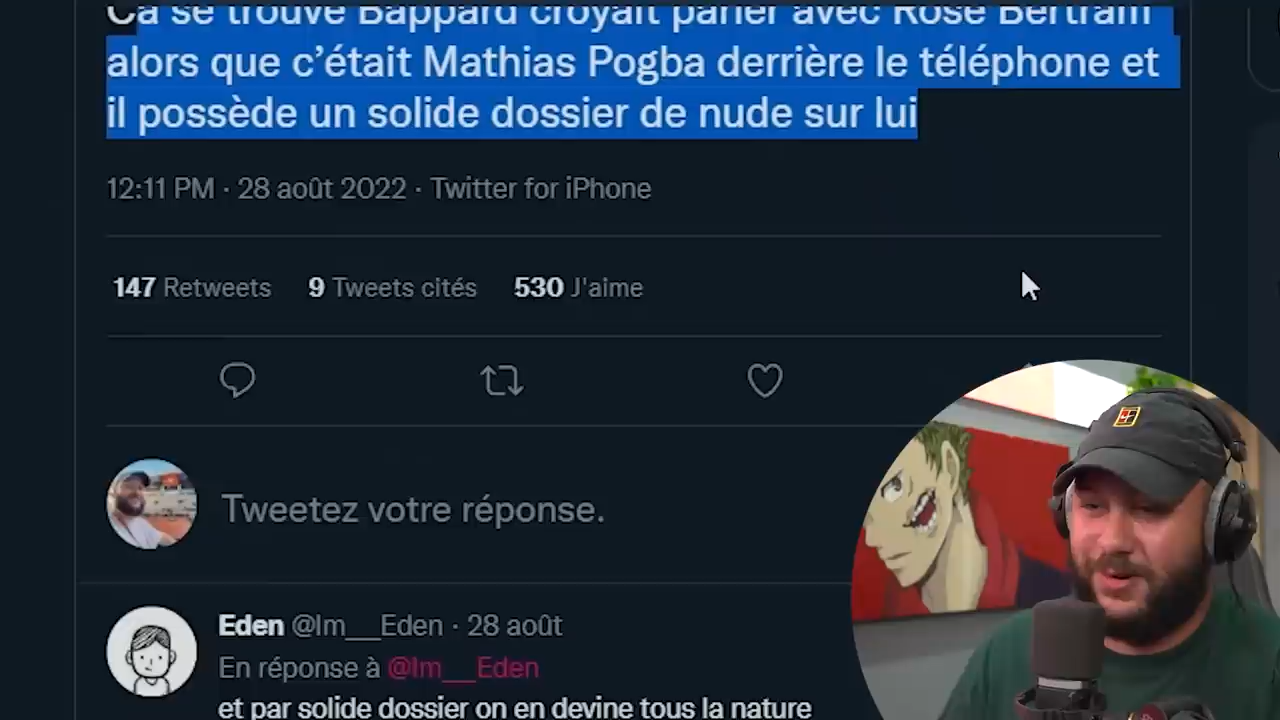 Ca se trouve Bappard croyait parler avec Rose Bertram
alors que c’était Mathias Pogba derrière le téléphone et
il possède un solide dossier de nude sur lui
12:11 PM · 28 août 2022 · Twitter for iPhone
147 Retweets 9 Tweets cités 530 J'aime
Tweetez votre réponse.
Eden @Im___Eden · 28 août
En réponse à @Im___Eden
et par solide dossier on en devine tous la nature